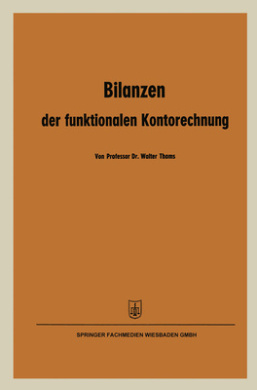 Bilanzen
der funktionalen Kontorechnung
Von Professor Dr. Walter Thoms
SPRINGER FACHMEDIEN WIESBADEN GMBH